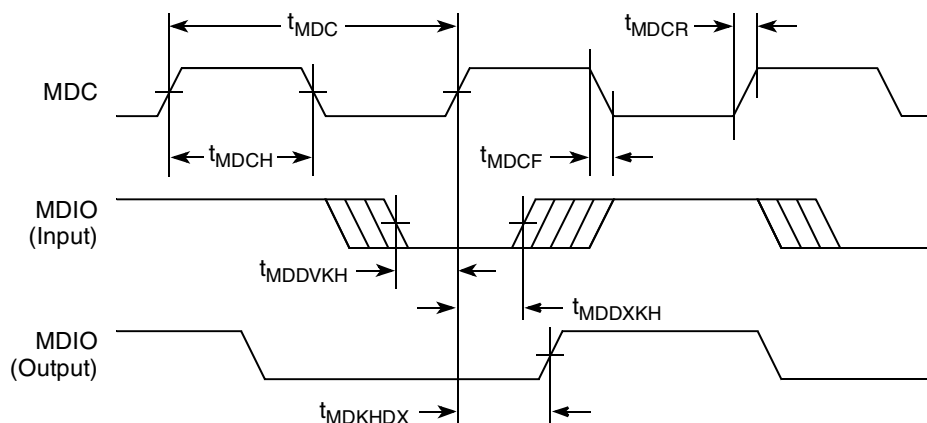 tMDC
tMDCR
MDC
tMDCH
tMDCF
MDIO
(Input)
tMDDVKH
tMDDXKH
MDIO
(Output)
tMDKHDX